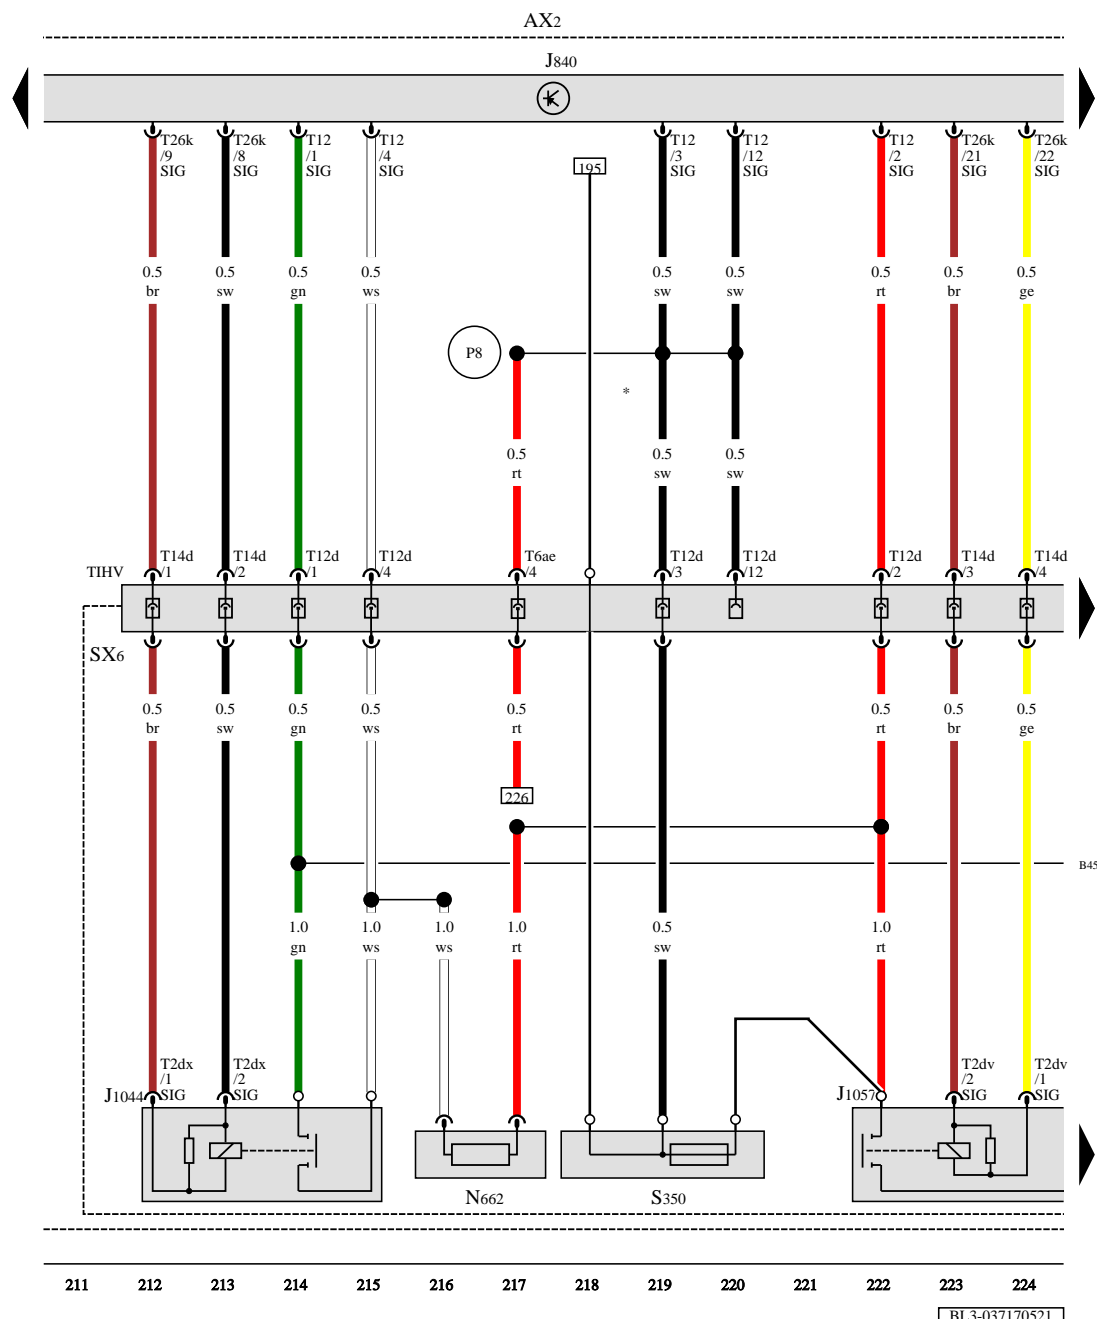 AX2
J840
T26k T26k T12 T12 T12 T12 T12 T26k T26k
/9 /8 /1 /4 /3 /12 /2 /21 /22
SIG SIG SIG SIG SIG SIG SIG SIG SIG
195
0.5 0.5 0.5 0.5 0.5 0.5 0.5 0.5 0.5
br sw gn ws sw sw rt br ge
P8
*
0.5 0.5 0.5
rt sw sw
T14d T14d T12d T12d T6ae T12d T12d T12d T14d T14d
TIHV /1 /2 /1 /4 /4 /3 /12 /2 /3 /4
SX6
0.5 0.5 0.5 0.5 0.5 0.5 0.5 0.5
br sw gn ws rt rt br ge
226
B45
1.0 1.0 1.0 1.0 0.5 1.0
gn ws ws rt sw rt
T2dx T2dx T2dv T2dv
/1 /2 /2 /1
J1044 SIG SIG J1057 SIG SIG
N662 S350
211 212 213 214 215 216 217 218 219 220 221 222 223 224
BL3-037170521